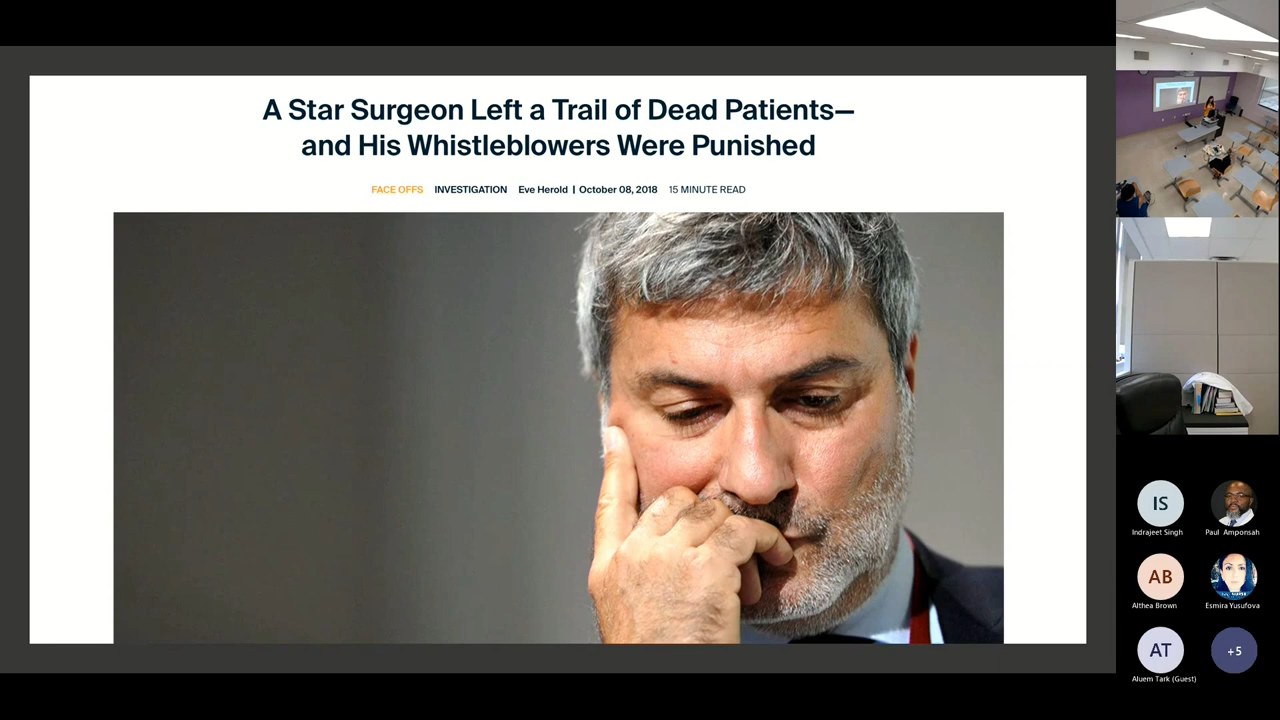 A Star Surgeon Left a Trail of Dead Patients—
and His Whistleblowers Were Punished
FACE OFFS INVESTIGATION Eve Herold | October 08, 2018 15 MINUTE READ
IS
Indrajeet Singh
Paul Amponsah
AB
Althea Brown
Esmira Yusufova
AT
+5
Aluem Tark (Guest)